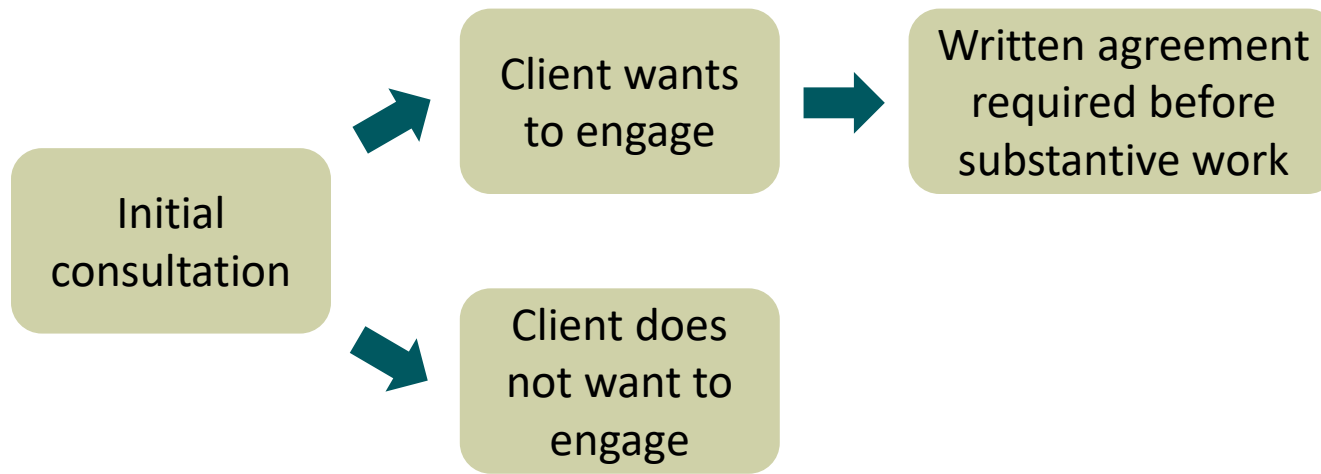 Initial
consultation
Client wants
to engage
Written agreement
required before
substantive work
Client does
not want to
engage